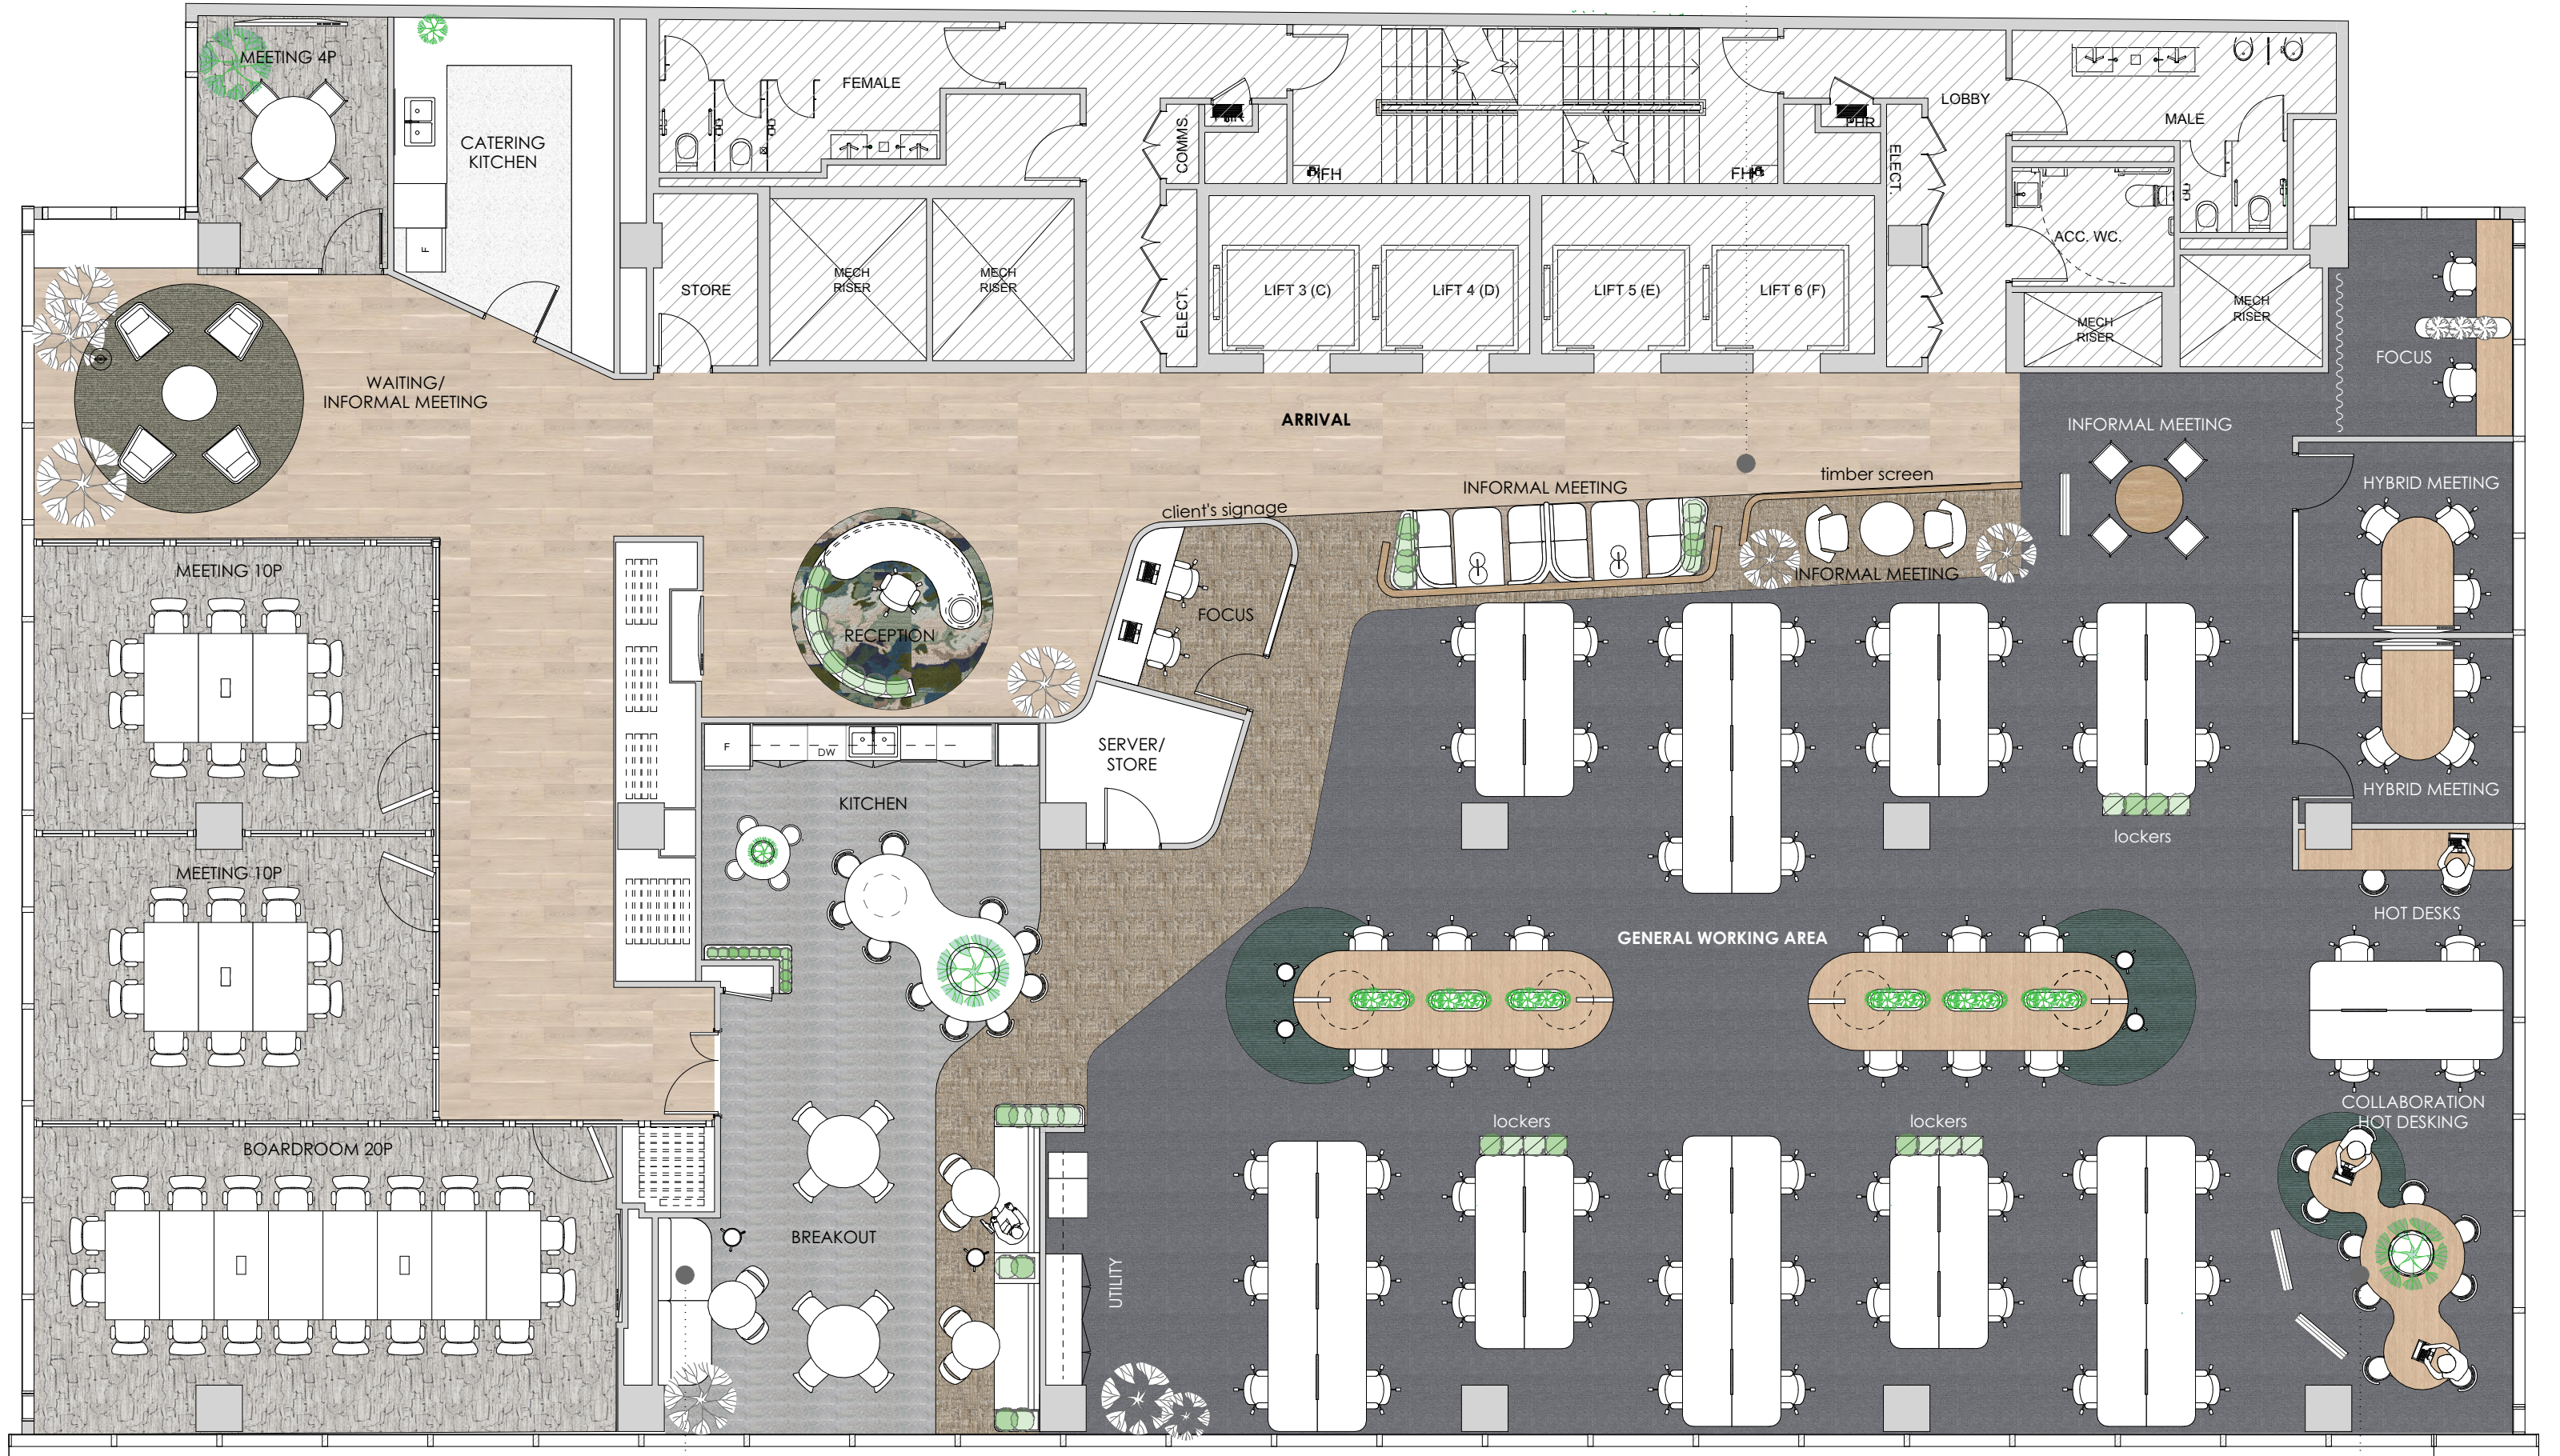 MEETING 4P
CATERING
KITCHEN
F
FEMALE
COMMS.
FHR
FH
FH
FHR
ELECT.
LOBBY
MALE
ACC. WC.
STORE
MECH
RISER
MECH
RISER
ELECT.
LIFT 3 (C)
LIFT 4 (D)
LIFT 5 (E)
LIFT 6 (F)
MECH
RISER
MECH
RISER
FOCUS
WAITING/
INFORMAL MEETING
ARRIVAL
INFORMAL MEETING
timber screen
INFORMAL MEETING
client's signage
HYBRID MEETING
MEETING 10P
INFORMAL MEETING
FOCUS
RECEPTION
F
DW
SERVER/
STORE
KITCHEN
HYBRID MEETING
lockers
MEETING 10P
HOT DESKS
GENERAL WORKING AREA
COLLABORATION
HOT DESKING
lockers
lockers
BOARDROOM 20P
BREAKOUT
UTILITY